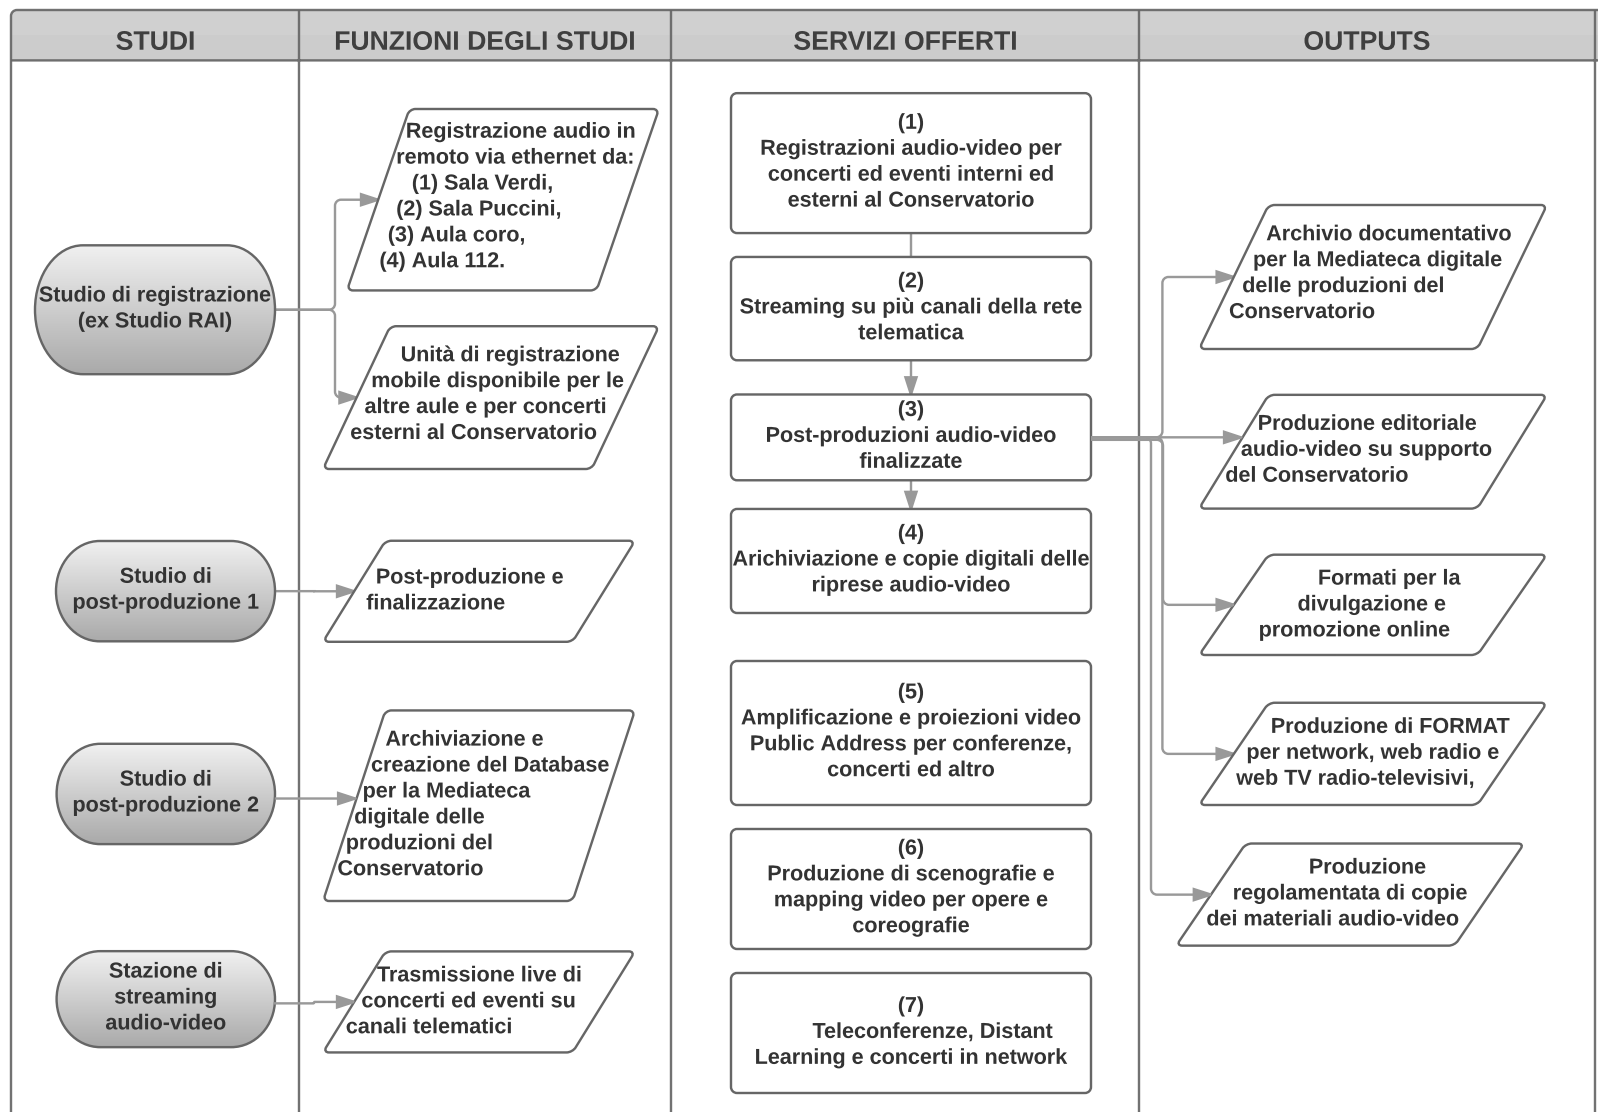 STUDI
FUNZIONI DEGLI STUDI
SERVIZI OFFERTI
OUTPUTS
Studio di registrazione
(ex Studio RAI)
Studio di
post-produzione 1
Studio di
post-produzione 2
Stazione di
streaming
audio-video
Registrazione audio in
remoto via ethernet da:
(1) Sala Verdi,
(2) Sala Puccini,
(3) Aula coro,
(4) Aula 112.
Unità di registrazione
mobile disponibile per le
altre aule e per concerti
esterni al Conservatorio
Post-produzione e
finalizzazione
Archiviazione e
creazione del Database
per la Mediateca
digitale delle
produzioni del
Conservatorio
Trasmissione live di
concerti ed eventi su
canali telematici
(1)
Registrazioni audio-video per
concerti ed eventi interni ed
esterni al Conservatorio
(2)
Streaming su più canali della rete
telematica
(3)
Post-produzioni audio-video
finalizzate
(4)
Arichiviazione e copie digitali delle
riprese audio-video
(5)
Amplificazione e proiezioni video
Public Address per conferenze,
concerti ed altro
(6)
Produzione di scenografie e
mapping video per opere e
coreografie
(7)
Teleconferenze, Distant
Learning e concerti in network
Archivio documentativo
per la Mediateca digitale
delle produzioni del
Conservatorio
Produzione editoriale
audio-video su supporto
del Conservatorio
Formati per la
divulgazione e
promozione online
Produzione di FORMAT
per network, web radio e
web TV radio-televisivi,
Produzione
regolamentata di copie
dei materiali audio-video